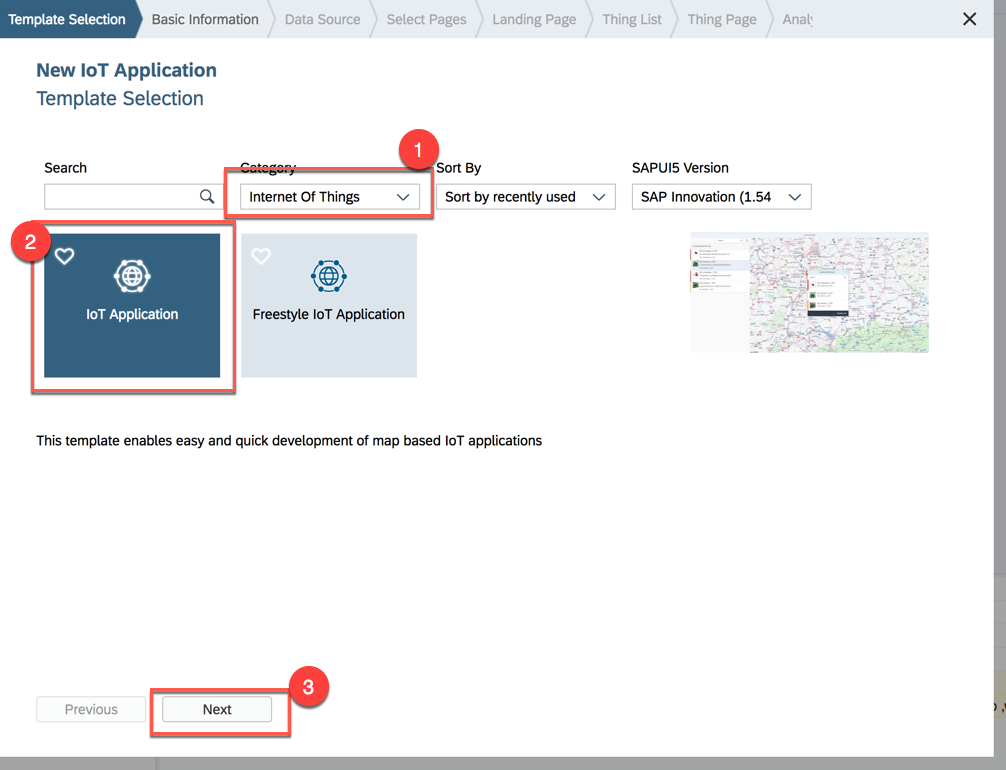 Template Selection
Basic Information
Data Source
Select Pages
Landing Page
Thing List
Thing Page
Analy
New IoT Application
Template Selection
1
Search
Category
Sort By
SAPUI5 Version
Internet Of Things
Sort by recently used
SAP Innovation (1.54
2
IoT Application
Freestyle IoT Application
This template enables easy and quick development of map based IoT applications
3
Previous
Next